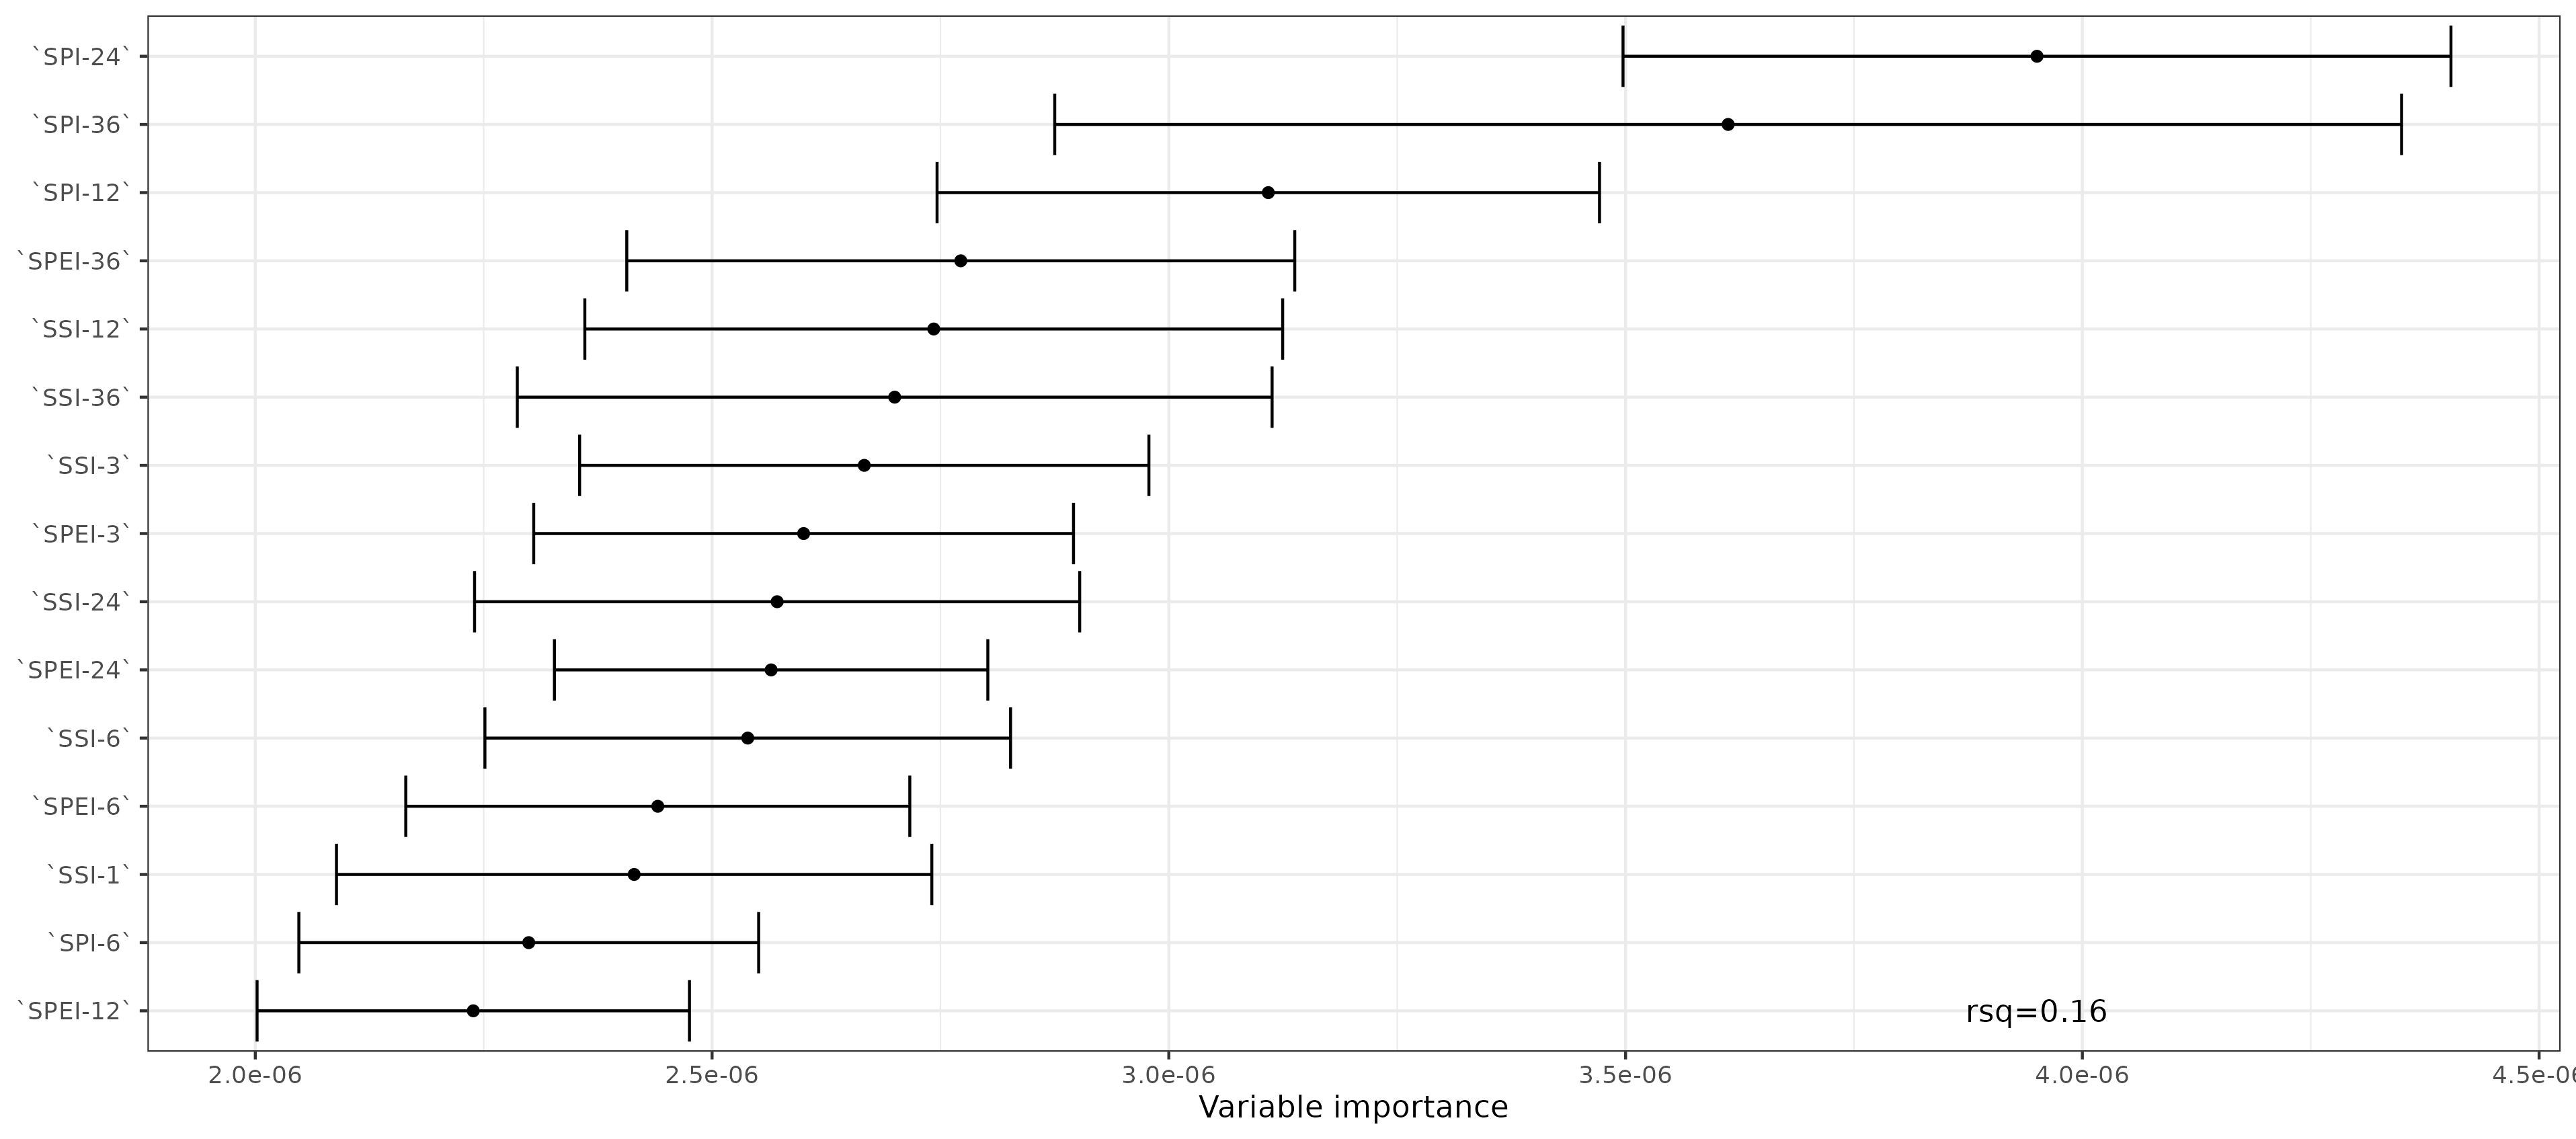 `SPI-24`
`SPI-36`
`SPI-12`
`SPEI-36`
`SSI-12`
`SSI-36`
`SSI-3`
`SPEI-3`
`SSI-24`
`SPEI-24`
`SSI-6`
`SPEI-6`
`SSI-1`
`SPI-6`
`SPEI-12`
rsq=0.16
2.0e-06 2.5e-06 3.0e-06 3.5e-06 4.0e-06 4.5e-0
Variable importance